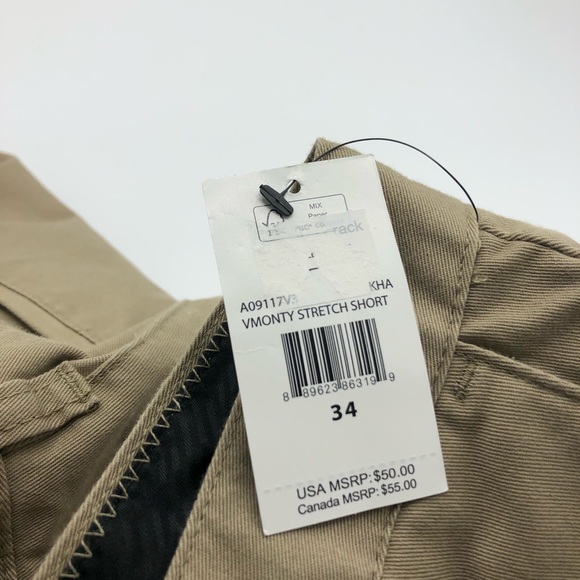 MIX
Paper
rack
A09117V3 KHA
VMONTY STRETCH SHORT
8 89623 86319 9
34
USA MSRP: $50.00
Canada MSRP: $55.00